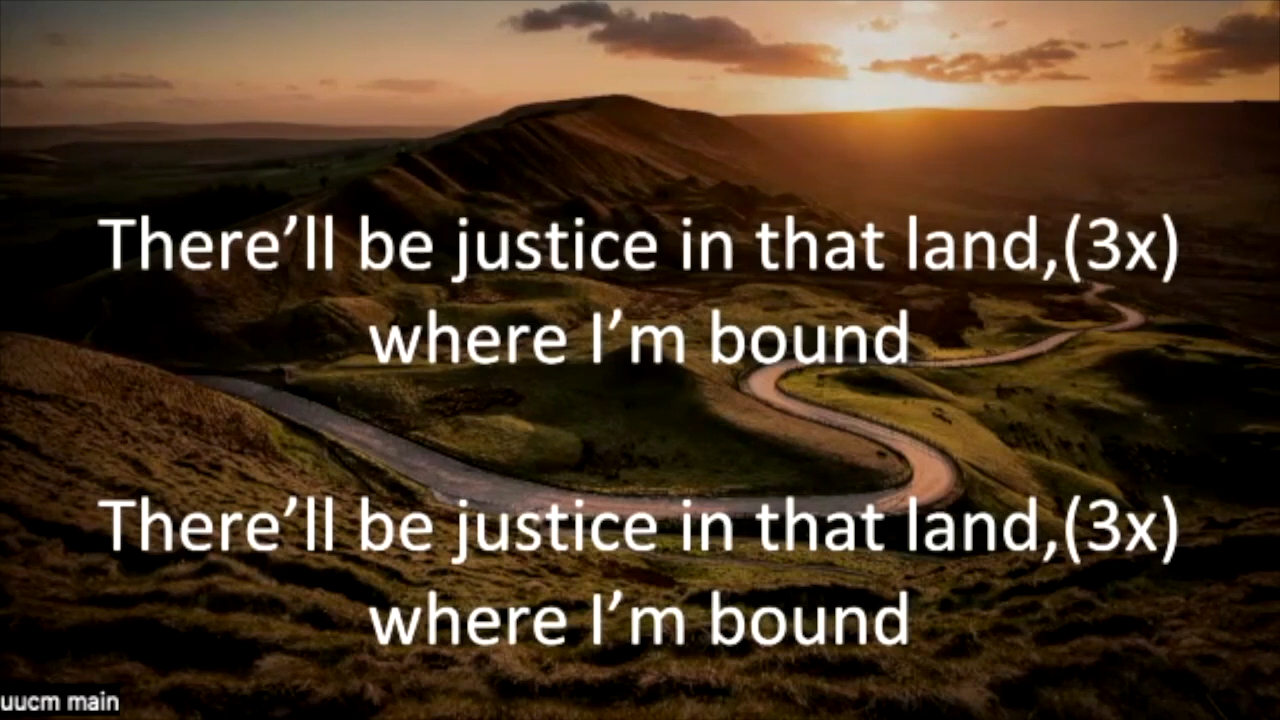 There’ll be justice in that land,(3x)
where I’m bound
There’ll be justice in that land,(3x)
where I’m bound
uucm main